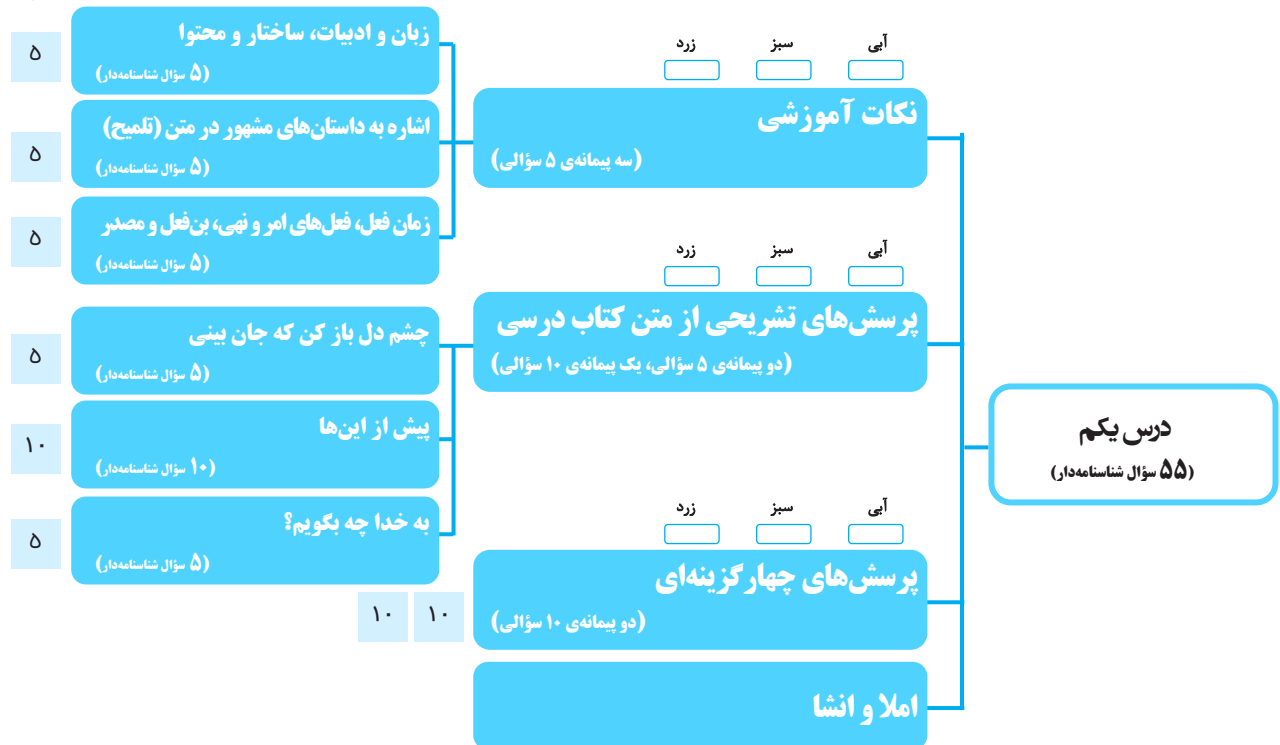 درس یکم
(۵۵ سؤال شناسنامه‌دار)
آبی سبز زرد
نکات آموزشی
(سه پیمانه‌ی ۵ سؤالی)
زبان و ادبیات، ساختار و محتوا
(۵ سؤال شناسنامه‌دار)
۵
اشاره به داستان‌های مشهور در متن (تلمیح)
(۵ سؤال شناسنامه‌دار)
۵
زمان فعل، فعل‌های امر و نهی، بن‌فعل و مصدر
(۵ سؤال شناسنامه‌دار)
۵
آبی سبز زرد
پرسش‌های تشریحی از متن کتاب درسی
(دو پیمانه‌ی ۵ سؤالی، یک پیمانه‌ی ۱۰ سؤالی)
چشم دل باز کن که جان بینی
(۵ سؤال شناسنامه‌دار)
۵
پیش از این‌ها
(۱۰ سؤال شناسنامه‌دار)
۱۰
به خدا چه بگویم؟
(۵ سؤال شناسنامه‌دار)
۵
آبی سبز زرد
پرسش‌های چهارگزینه‌ای
(دو پیمانه‌ی ۱۰ سؤالی)
۱۰ ۱۰
املا و انشا